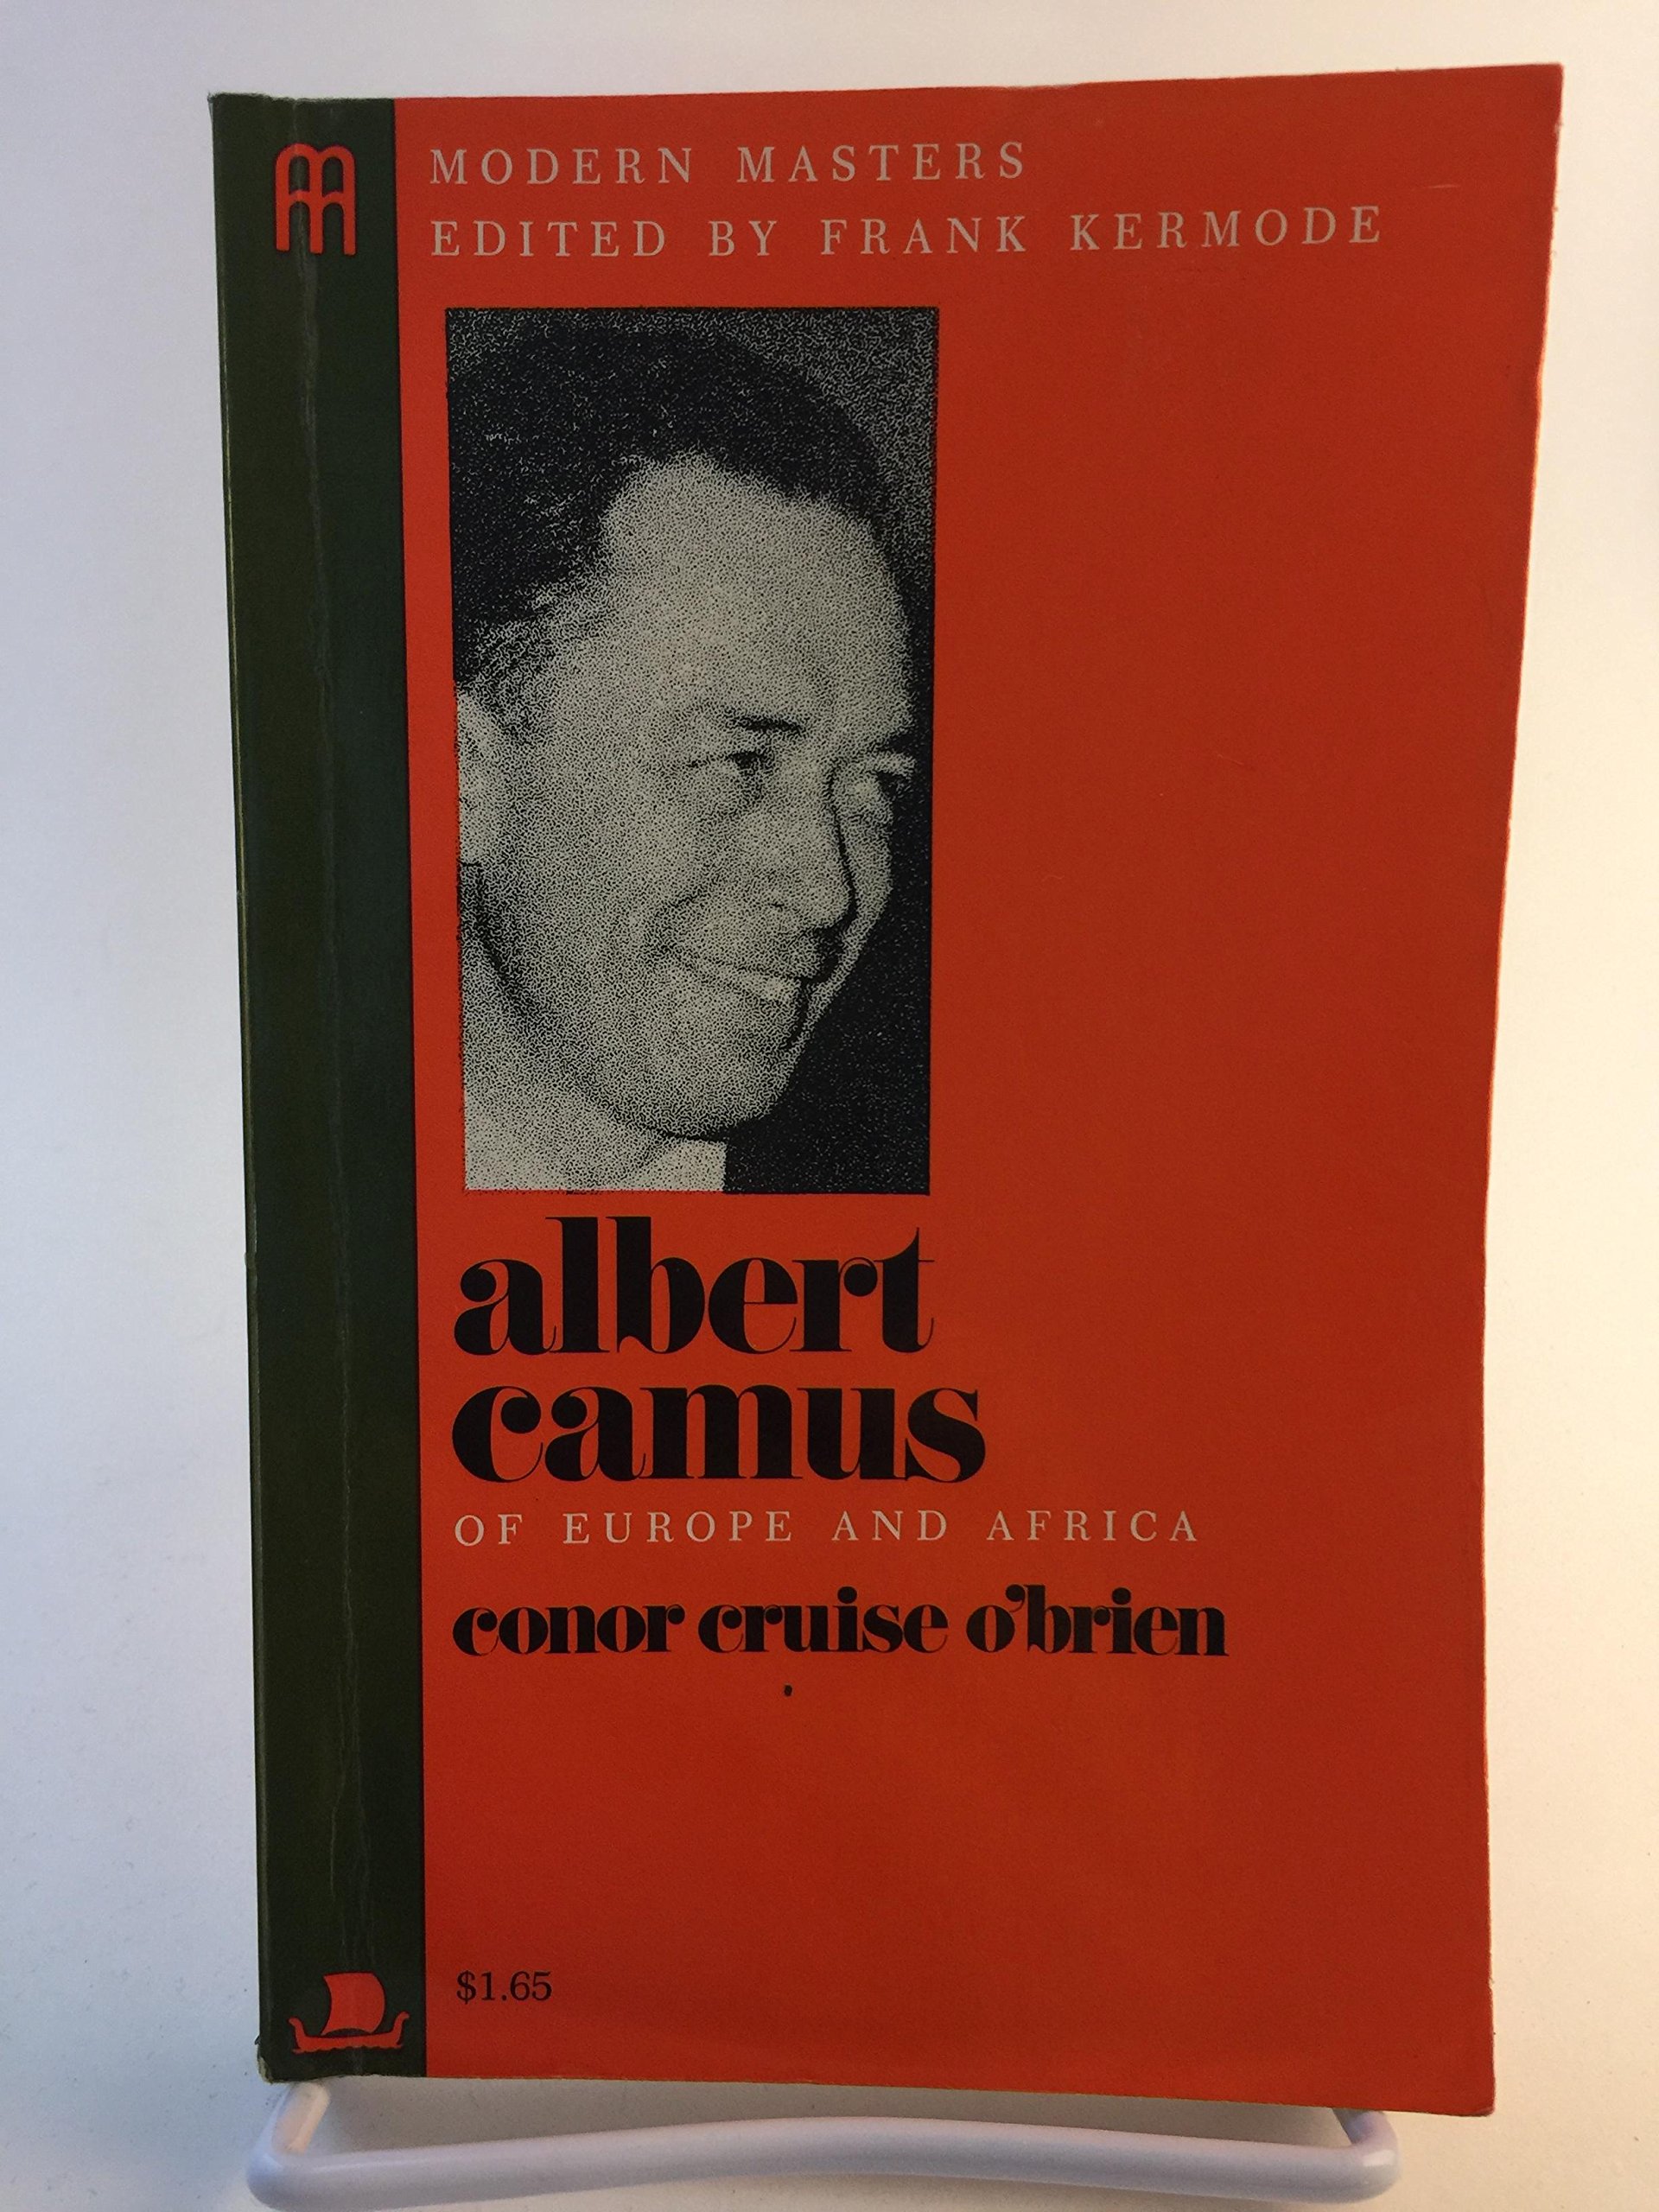 MODERN MASTERS
EDITED BY FRANK KERMODE
albert
camus
OF EUROPE AND AFRICA
conor cruise o'brien
$1.65